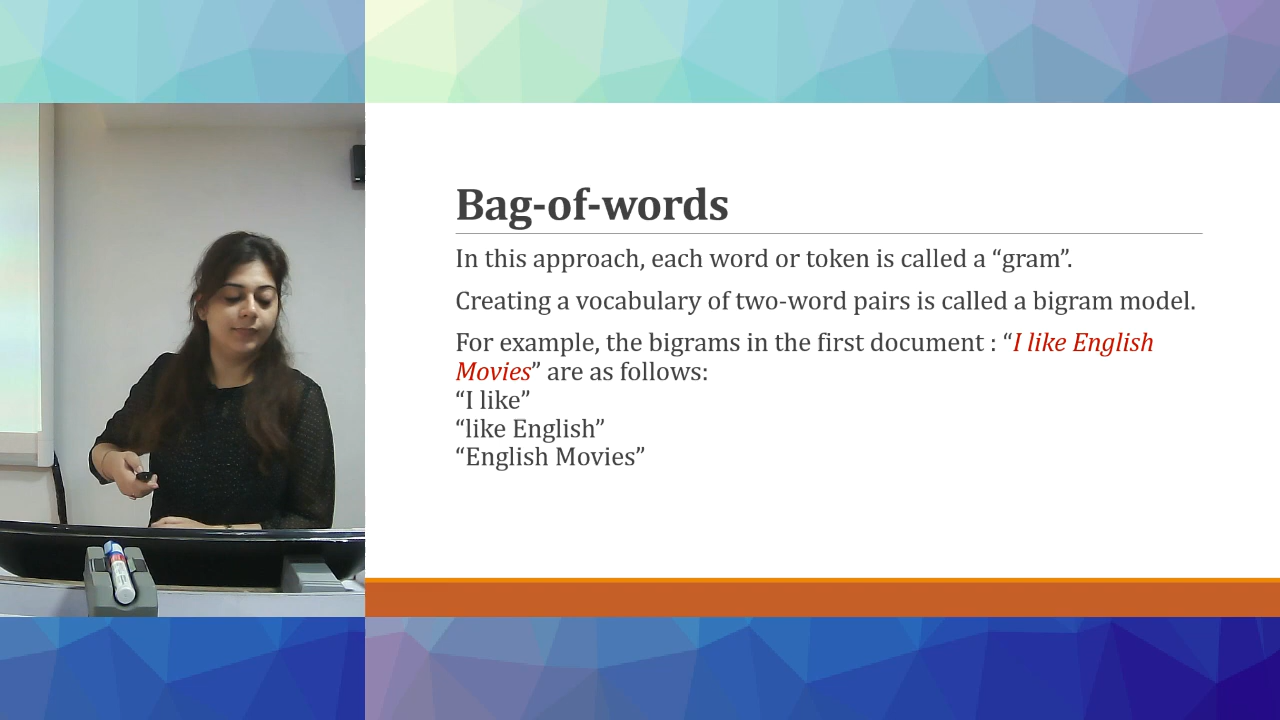 Bag-of-words
In this approach, each word or token is called a “gram”.
Creating a vocabulary of two-word pairs is called a bigram model.
For example, the bigrams in the first document : “I like English
Movies” are as follows:
“I like”
“like English”
“English Movies”